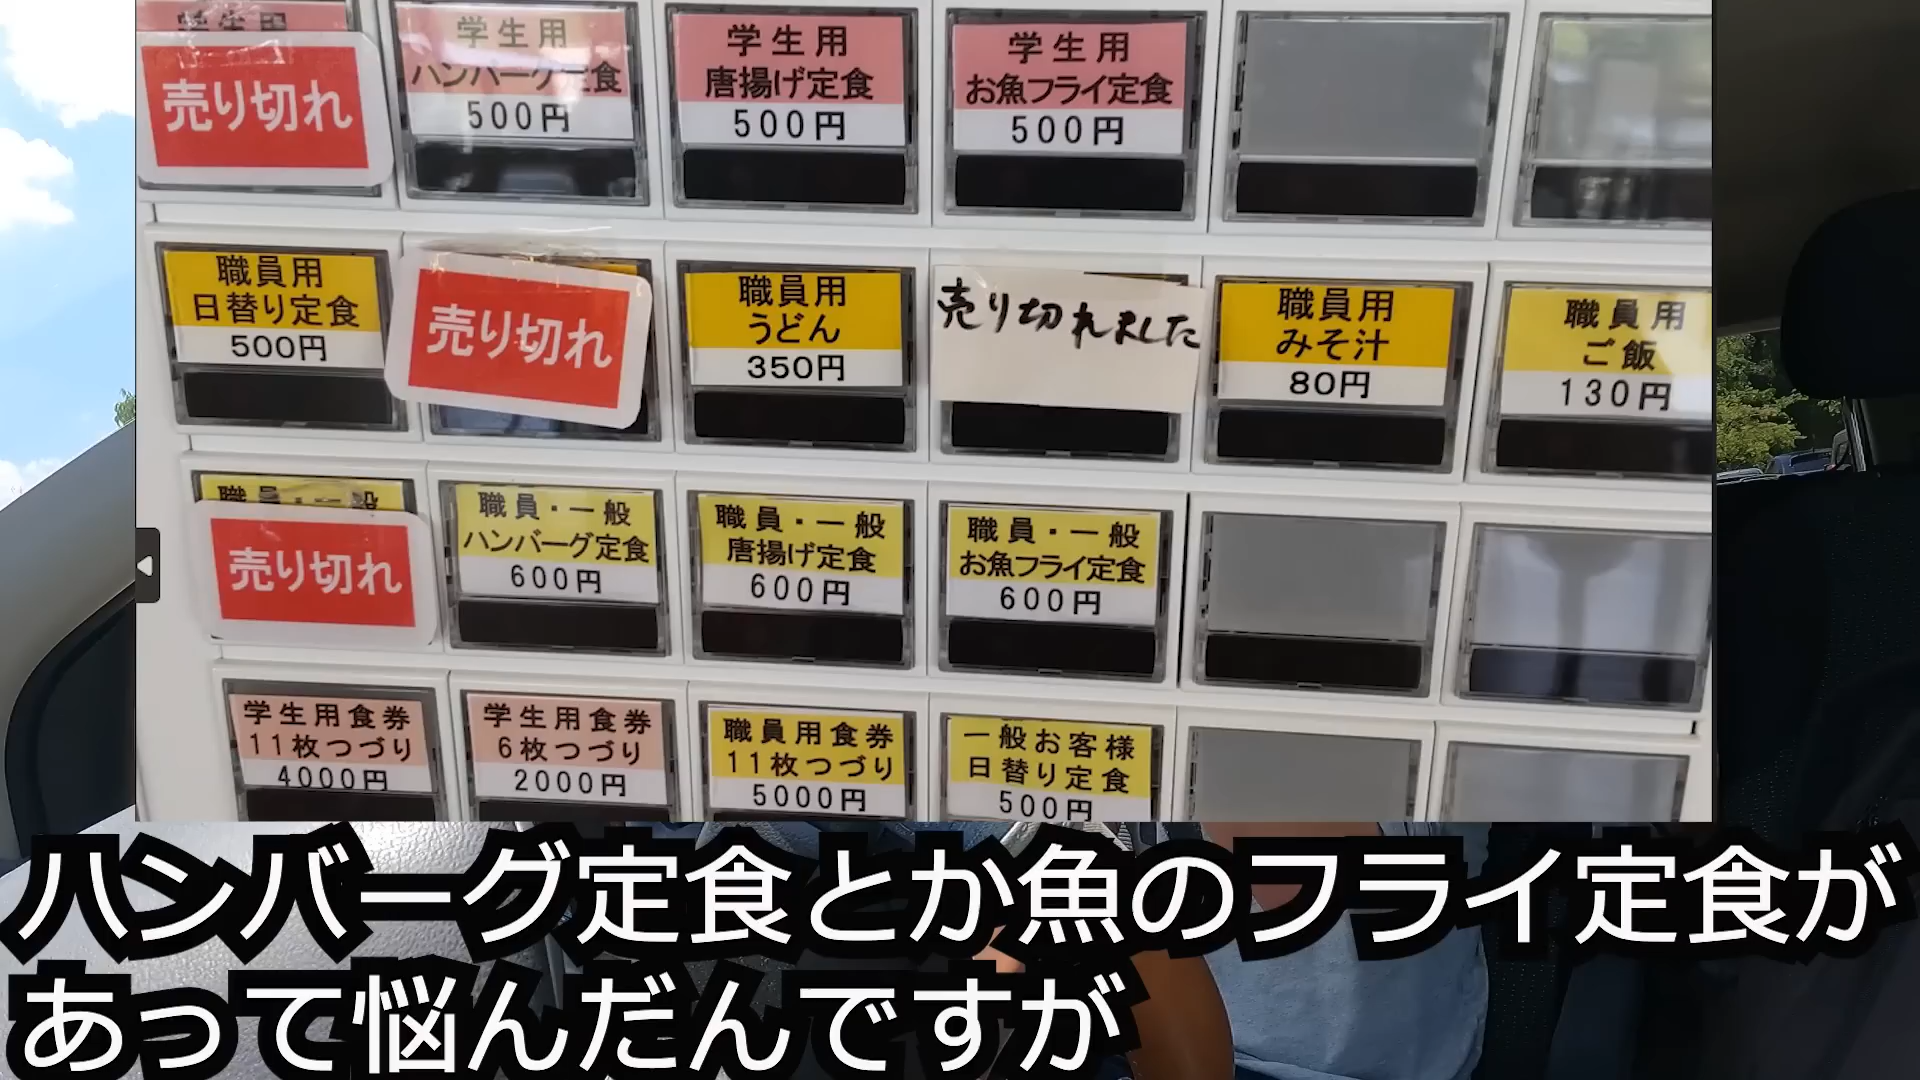 学生用
売り切れ
学生用
ハンバーグ定食
500円
学生用
唐揚げ定食
500円
学生用
お魚フライ定食
500円
職員用
日替り定食
500円
売り切れ
職員用
うどん
350円
売り切れました
職員用
みそ汁
80円
職員用
ご飯
130円
職員・一般
売り切れ
職員・一般
ハンバーグ定食
600円
職員・一般
唐揚げ定食
600円
職員・一般
お魚フライ定食
600円
学生用食券
11枚つづり
4000円
学生用食券
6枚つづり
2000円
職員用食券
11枚つづり
5000円
一般お客様
日替り定食
500円
ハンバーグ定食とか魚のフライ定食が
あって悩んだんですが